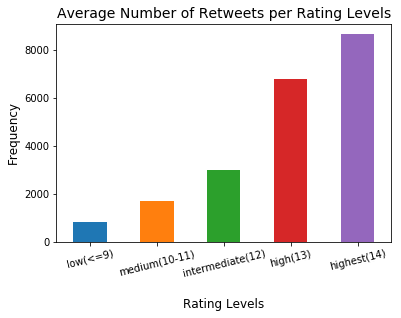 Average Number of Retweets per Rating Levels
Frequency
8000
6000
4000
2000
0
low(<=9)
medium(10-11)
intermediate(12)
high(13)
highest(14)
Rating Levels